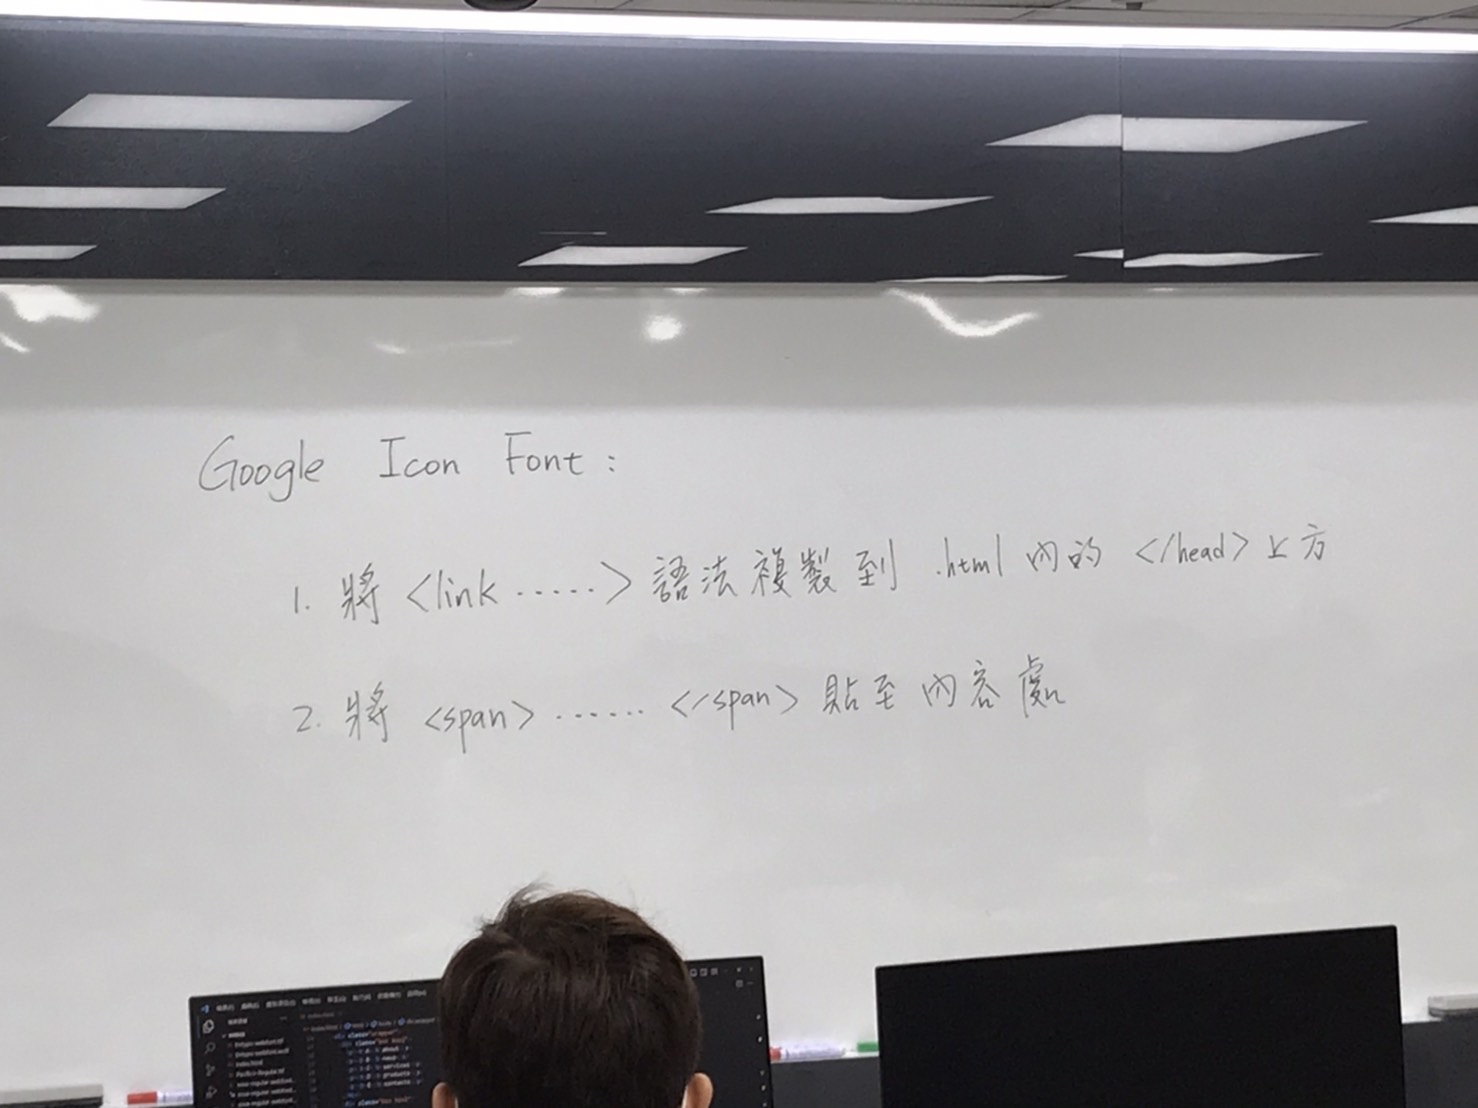 Google Icon Font :
1. 將 <link ......> 語法複製到 .html 內的 </head> 上方
2. 將 <span> ...... </span> 貼至內容處